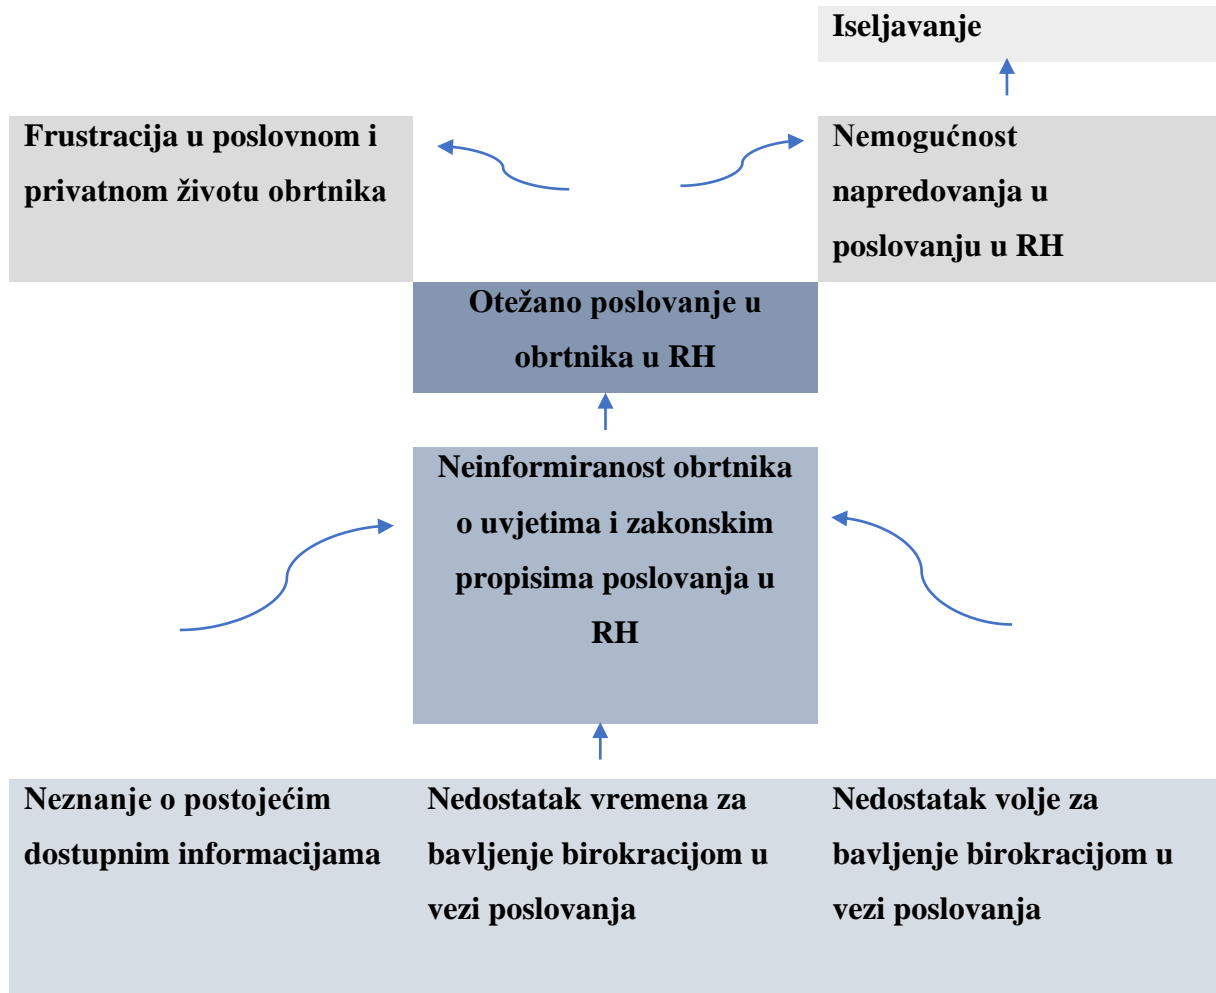 Iseljavanje
Frustracija u poslovnom i
privatnom životu obrtnika
Nemogućnost
napredovanja u
poslovanju u RH
Otežano poslovanje u
obrtnika u RH
Neinformiranost obrtnika
o uvjetima i zakonskim
propisima poslovanja u
RH
Neznanje o postojećim
dostupnim informacijama
Nedostatak vremena za
bavljenje birokracijom u
vezi poslovanja
Nedostatak volje za
bavljenje birokracijom u
vezi poslovanja